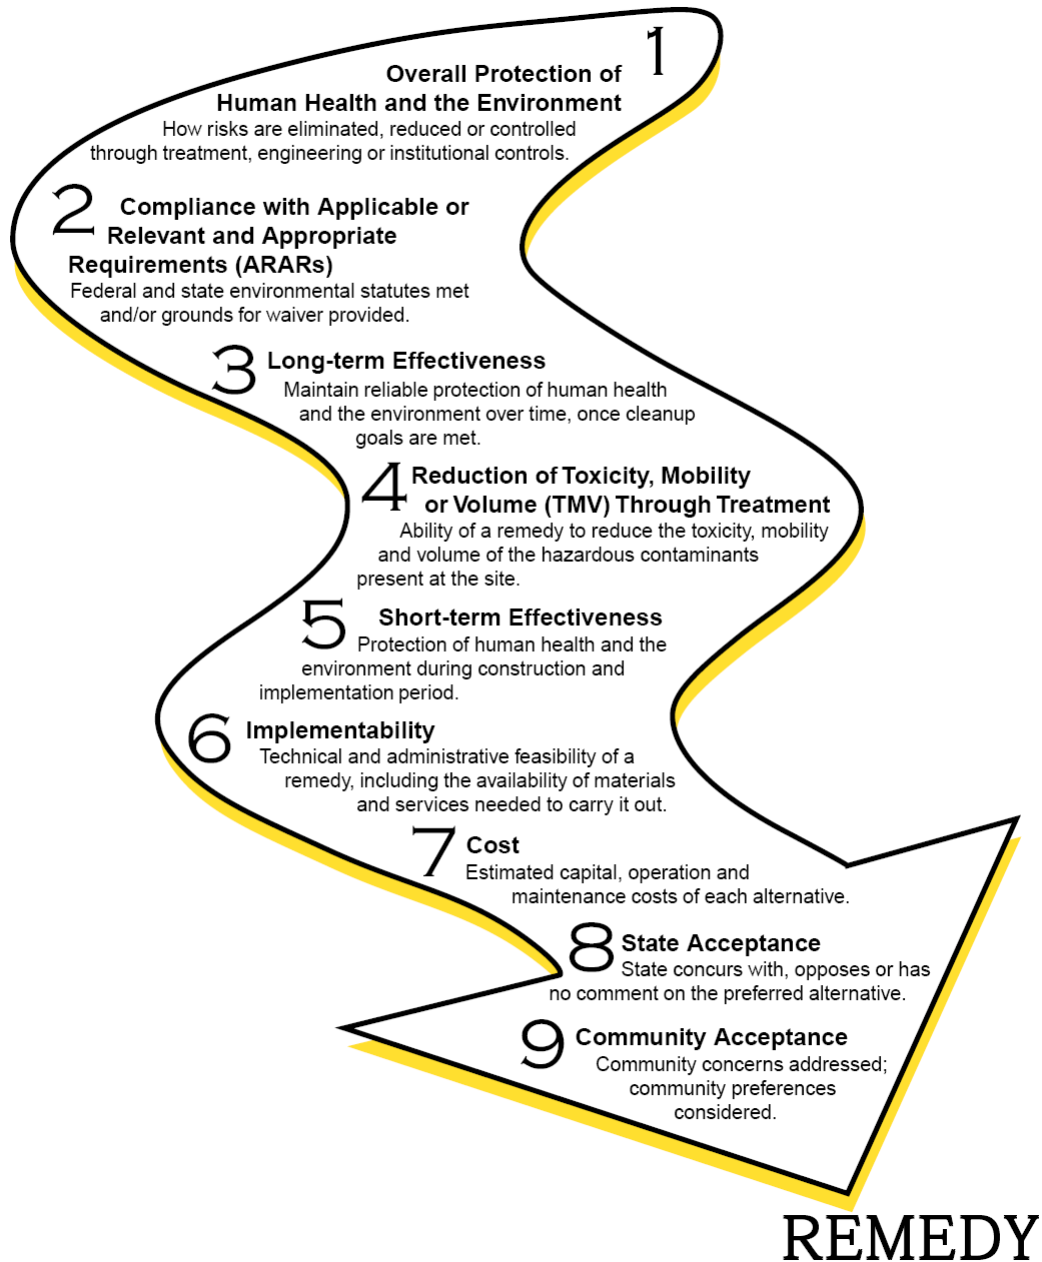 1
Overall Protection of
Human Health and the Environment
How risks are eliminated, reduced or controlled
through treatment, engineering or institutional controls.
2
Compliance with Applicable or
Relevant and Appropriate
Requirements (ARARs)
Federal and state environmental statutes met
and/or grounds for waiver provided.
3
Long-term Effectiveness
Maintain reliable protection of human health
and the environment over time, once cleanup
goals are met.
4
Reduction of Toxicity, Mobility
or Volume (TMV) Through Treatment
Ability of a remedy to reduce the toxicity, mobility
and volume of the hazardous contaminants
present at the site.
5
Short-term Effectiveness
Protection of human health and the
environment during construction and
implementation period.
6
Implementability
Technical and administrative feasibility of a
remedy, including the availability of materials
and services needed to carry it out.
7
Cost
Estimated capital, operation and
maintenance costs of each alternative.
8
State Acceptance
State concurs with, opposes or has
no comment on the preferred alternative.
9
Community Acceptance
Community concerns addressed;
community preferences
considered.
REMEDY